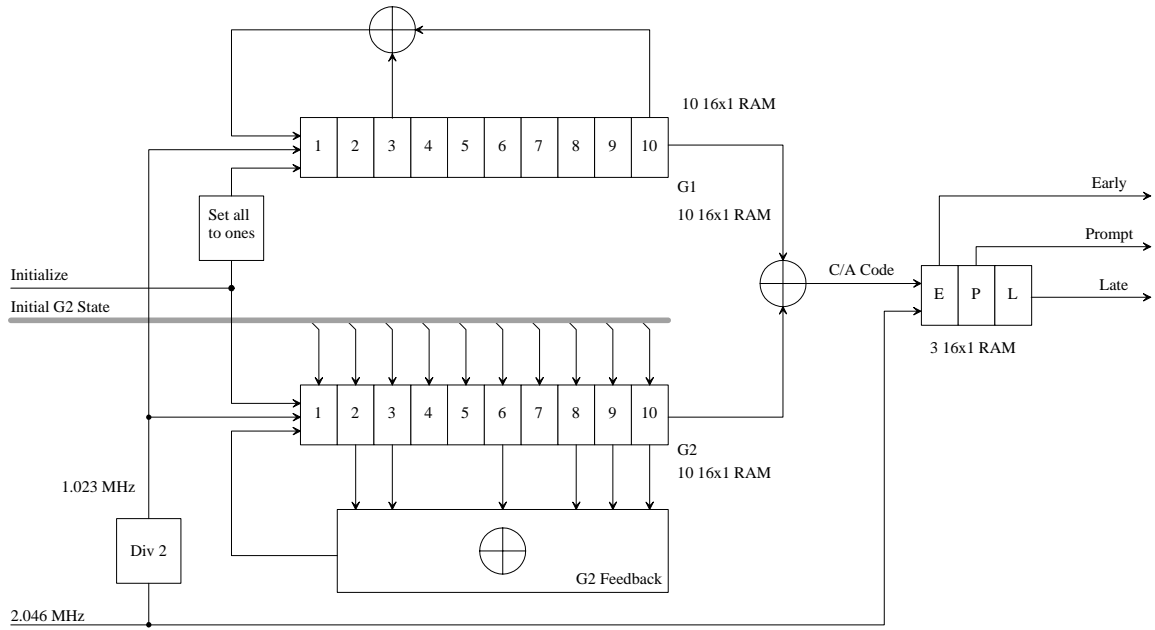 10 16x1 RAM
1 2 3 4 5 6 7 8 9 10
G1
10 16x1 RAM
Set all
to ones
Early
Prompt
Late
Initialize
C/A Code
E P L
Initial G2 State
3 16x1 RAM
1 2 3 4 5 6 7 8 9 10
G2
10 16x1 RAM
1.023 MHz
Div 2
G2 Feedback
2.046 MHz